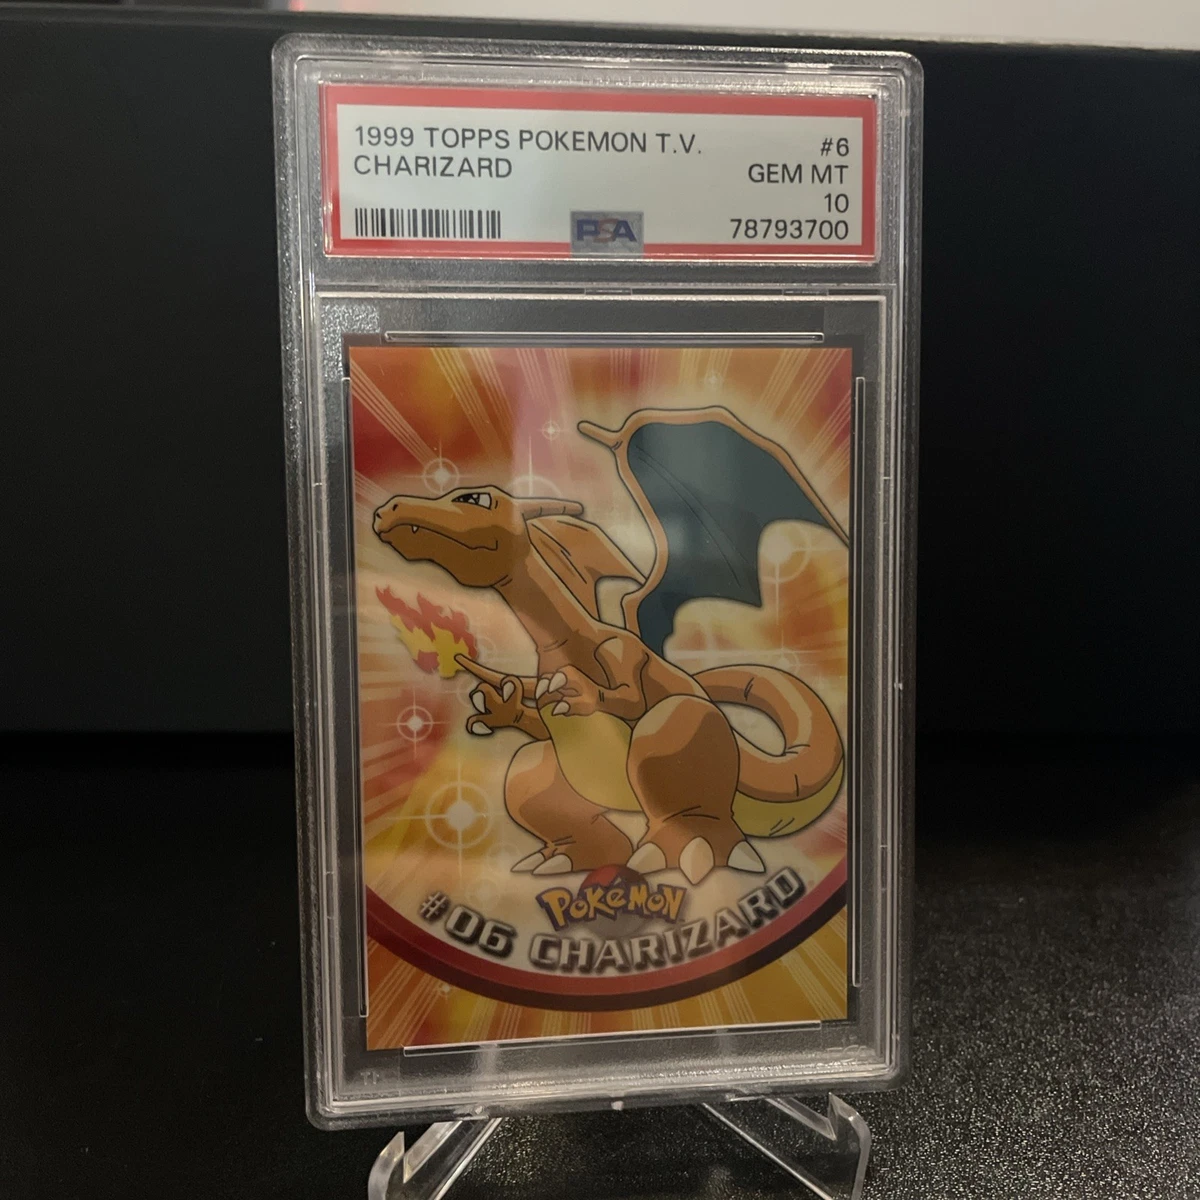 1999 TOPPS POKEMON T.V. #6
CHARIZARD GEM MT
10
PSA 78793700
POKéMON
#06 CHARIZARD